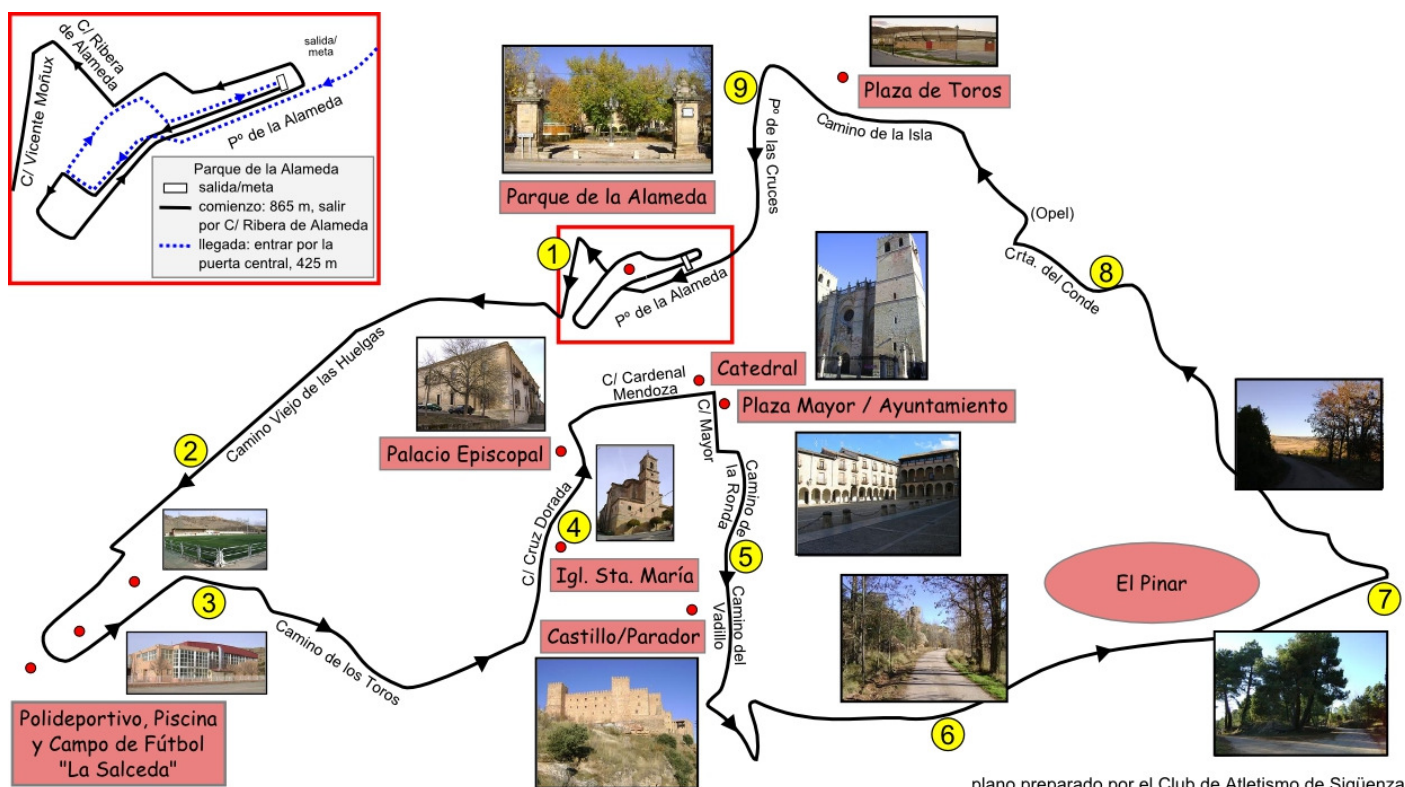 C/ Ribera
de Alameda
salida/
meta
C/ Vicente Moñux
Pº de la Alameda
Parque de la Alameda
salida/meta
comienzo: 865 m, salir
por C/ Ribera de Alameda
llegada: entrar por la
puerta central, 425 m
Parque de la Alameda
9
Plaza de Toros
Camino de la Isla
Pº de las Cruces
1
Pº de la Alameda
(Opel)
8
Crta. del Conde
Camino Viejo de las Huelgas
2
C/ Cardenal
Mendoza
Catedral
C/ Mayor
Plaza Mayor / Ayuntamiento
Palacio Episcopal
C/ Cruz Dorada
4
Igl. Sta. María
Camino de
la Ronda
5
Camino del
Vadillo
Castillo/Parador
El Pinar
7
3
Camino de los Toros
6
Polideportivo, Piscina
y Campo de Fútbol
"La Salceda"
plano preparado por el Club de Atletismo de Sigüenza